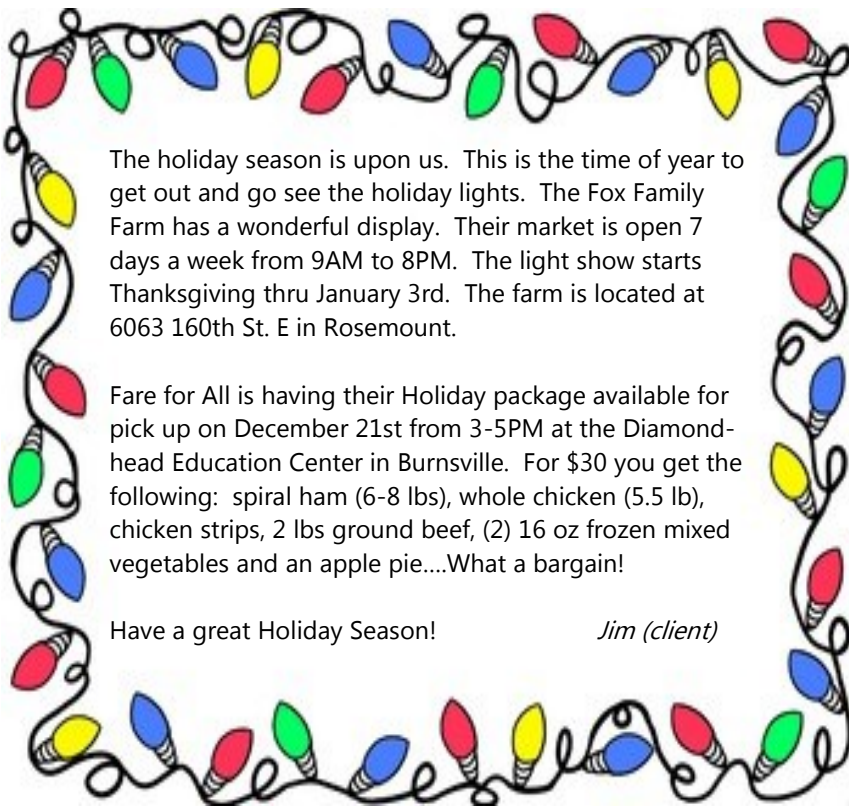 The holiday season is upon us.  This is the time of year to
get out and go see the holiday lights.  The Fox Family
Farm has a wonderful display.  Their market is open 7
days a week from 9AM to 8PM.  The light show starts
Thanksgiving thru January 3rd.  The farm is located at
6063 160th St. E in Rosemount.

Fare for All is having their Holiday package available for
pick up on December 21st from 3-5PM at the Diamond-
head Education Center in Burnsville.  For $30 you get the
following:  spiral ham (6-8 lbs), whole chicken (5.5 lb),
chicken strips, 2 lbs ground beef, (2) 16 oz frozen mixed
vegetables and an apple pie....What a bargain!

Have a great Holiday Season!  Jim (client)